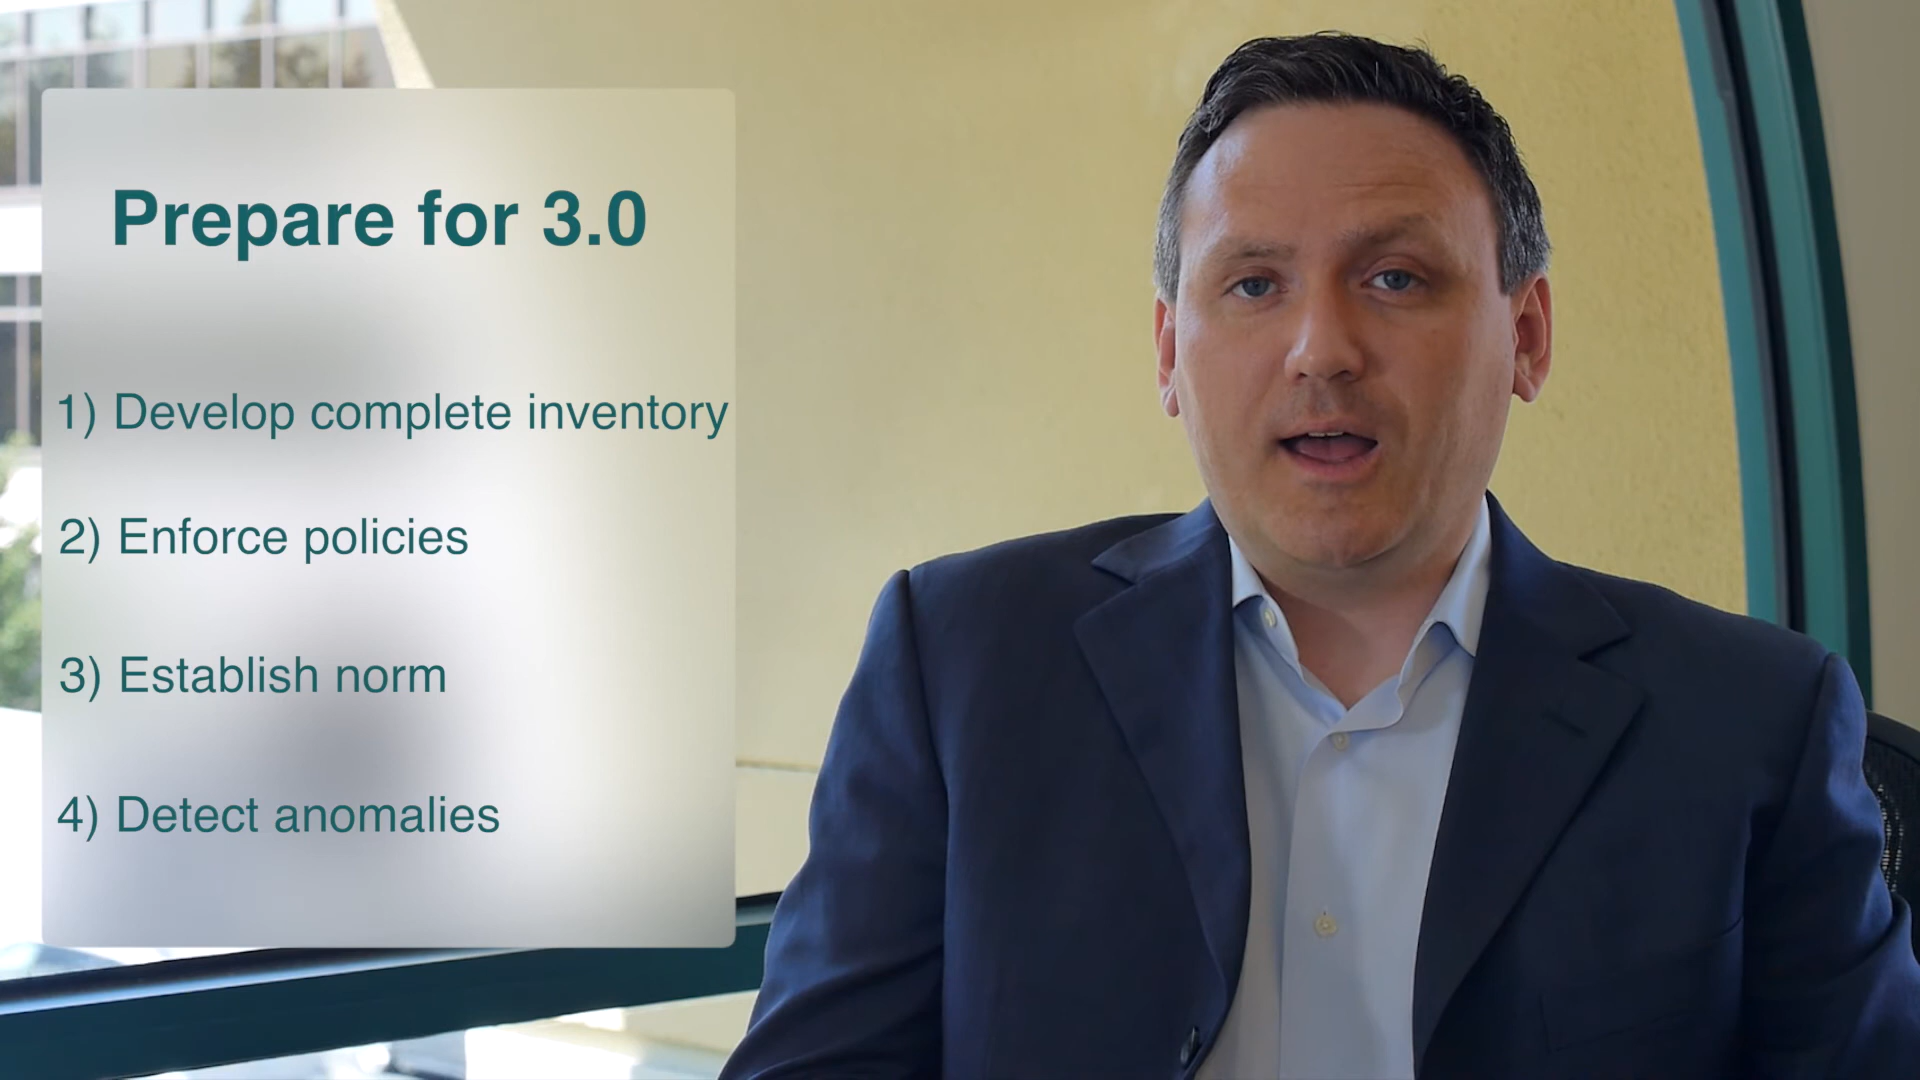 Prepare for 3.0
1) Develop complete inventory
2) Enforce policies
3) Establish norm
4) Detect anomalies